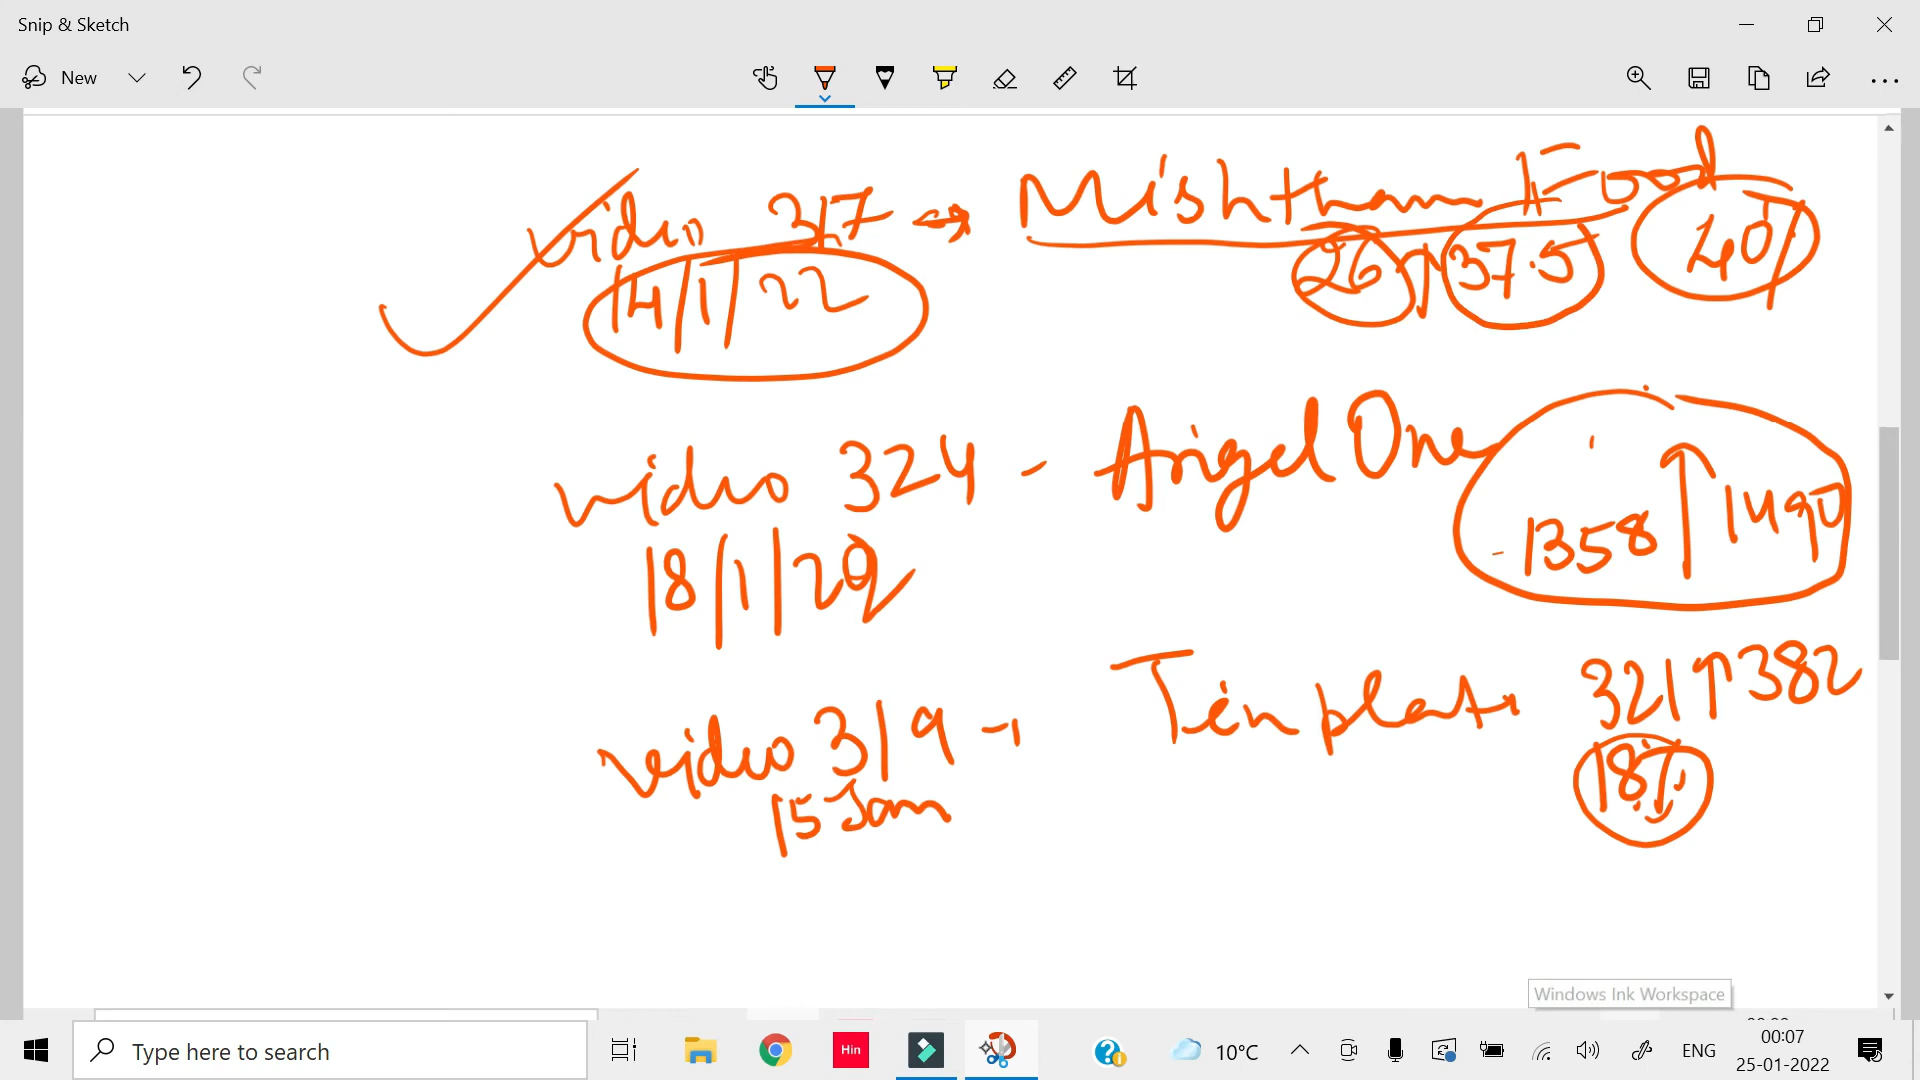 Snip & Sketch
New
video 317 → Mishtham Food
14/1/22
26 ↑ 37.5 40%
video 324 - Angel One
1358 ↑ 1490
18/1/22
video 319 → Tinplate 321 ↑ 382
15 Jan
18%
Windows Ink Workspace
Type here to search
Hin
10°C
ENG
00:07
25-01-2022